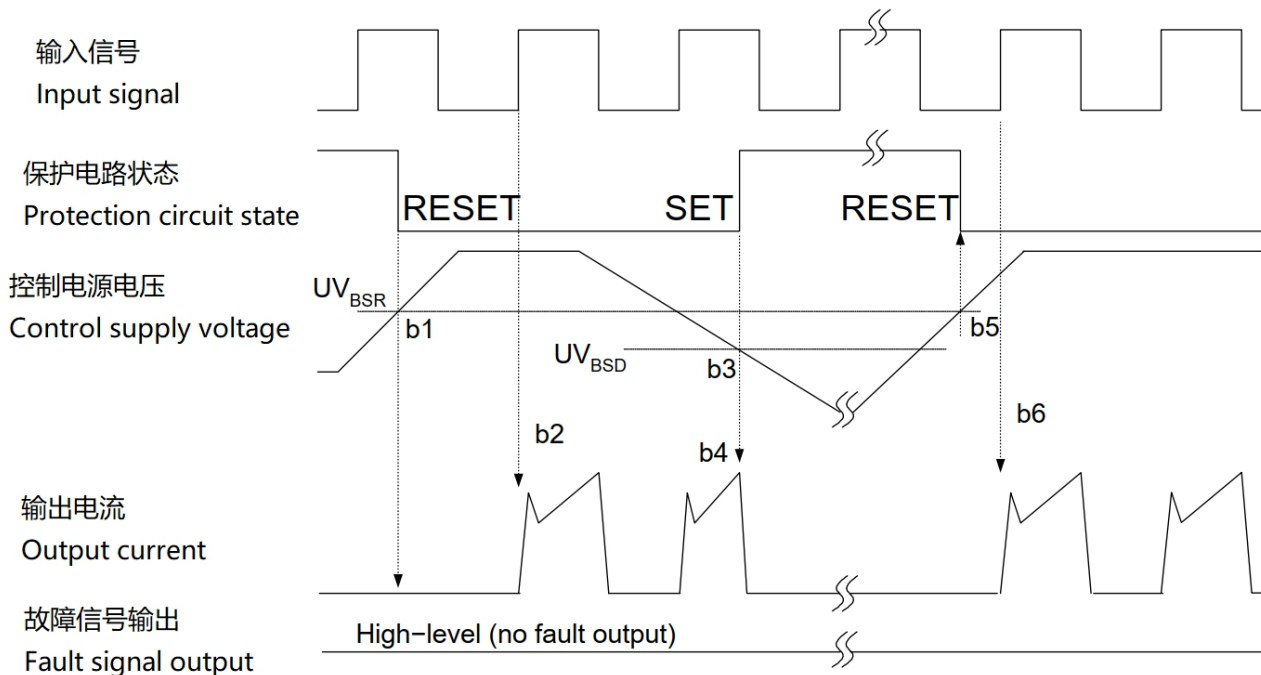 输入信号
Input signal
保护电路状态
Protection circuit state
RESET
SET
RESET
控制电源电压
Control supply voltage
UVBSR
b1
UVBSD
b3
b5
b2
b4
b6
输出电流
Output current
故障信号输出
Fault signal output
High-level (no fault output)